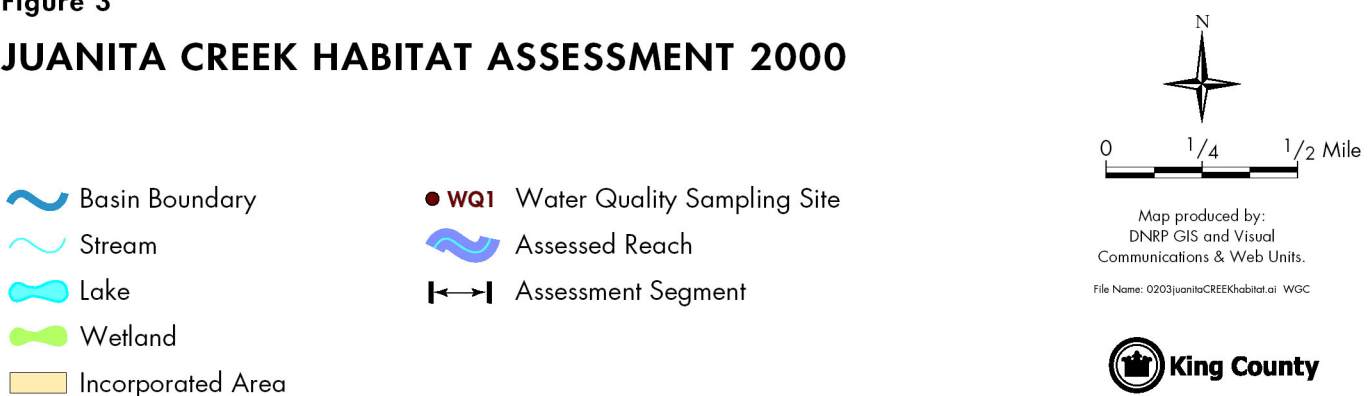 Figure 3
JUANITA CREEK HABITAT ASSESSMENT 2000
Basin Boundary
Stream
Lake
Wetland
Incorporated Area
WQ1 Water Quality Sampling Site
Assessed Reach
Assessment Segment
N
0 1/4 1/2 Mile
Map produced by:
DNRP GIS and Visual
Communications & Web Units.
File Name: 0203juanitaCREEKhabitat.ai WGC
King County